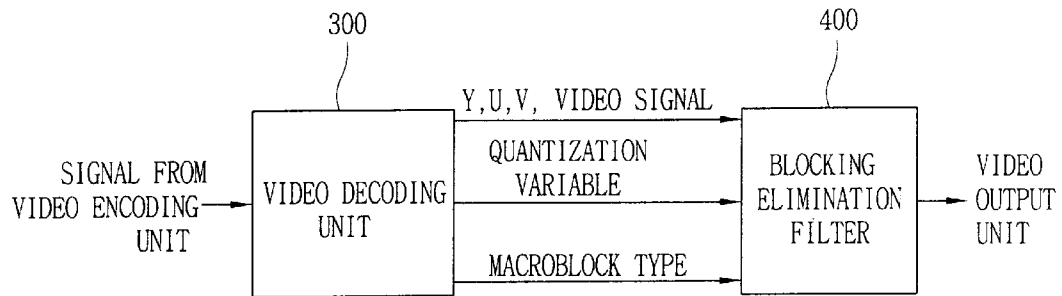 300
400
Y,U,V, VIDEO SIGNAL
QUANTIZATION
VARIABLE
MACROBLOCK TYPE
SIGNAL FROM
VIDEO ENCODING
UNIT
VIDEO DECODING
UNIT
BLOCKING
ELIMINATION
FILTER
VIDEO
OUTPUT
UNIT